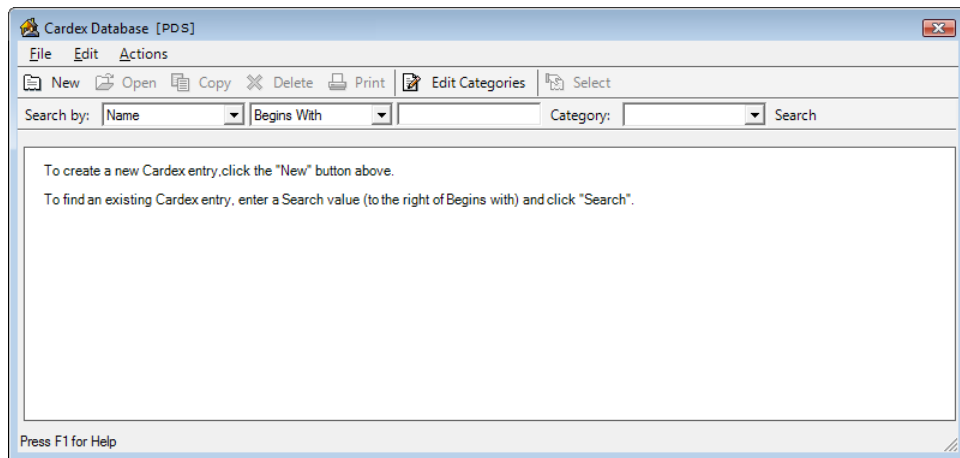 Cardex Database [PDS]
File Edit Actions
New Open Copy Delete Print Edit Categories Select
Search by: Name Begins With Category: Search
To create a new Cardex entry,click the "New" button above.
To find an existing Cardex entry, enter a Search value (to the right of Begins with) and click "Search".
Press F1 for Help